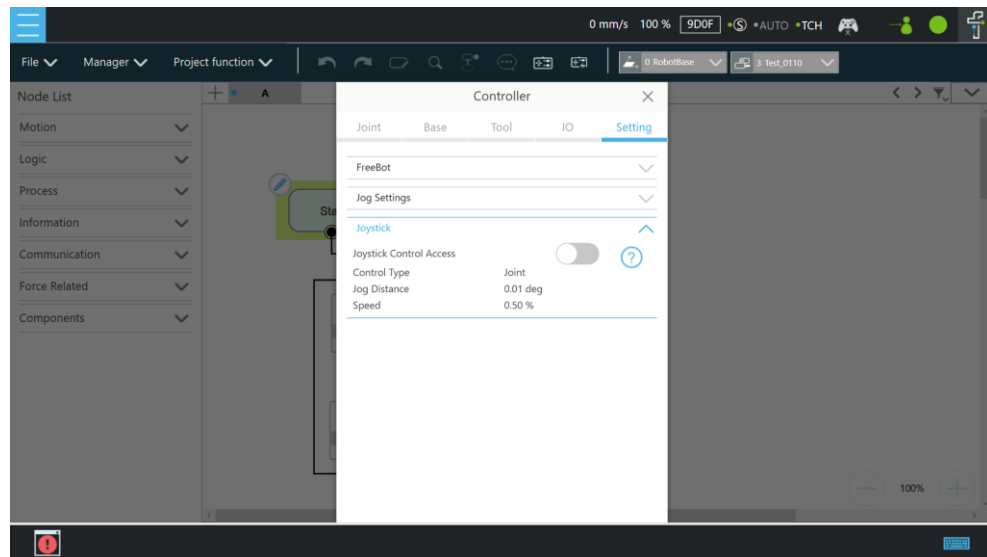 0 mm/s 100 % 9D0F S AUTO TCH
File Manager Project function 0 RobotBase 3 Test_0110
Node List
A
Controller
Motion
Joint Base Tool IO Setting
Logic
FreeBot
Process
Jog Settings
Sta
Information
Joystick
Communication
Joystick Control Access
?
Control Type Joint
Force Related
Jog Distance 0.01 deg
Speed 0.50 %
Components
100%